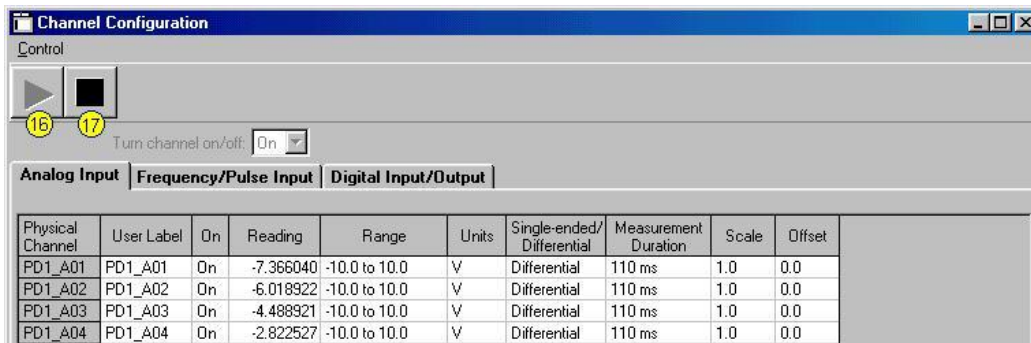 Channel Configuration
Control
16 17
Turn channel on/off: On
Analog Input Frequency/Pulse Input Digital Input/Output
Physical Channel User Label On Reading Range Units Single-ended/ Differential Measurement Duration Scale Offset
PD1_A01 PD1_A01 On -7.366040 -10.0 to 10.0 V Differential 110 ms 1.0 0.0
PD1_A02 PD1_A02 On -6.018922 -10.0 to 10.0 V Differential 110 ms 1.0 0.0
PD1_A03 PD1_A03 On -4.488921 -10.0 to 10.0 V Differential 110 ms 1.0 0.0
PD1_A04 PD1_A04 On -2.822527 -10.0 to 10.0 V Differential 110 ms 1.0 0.0